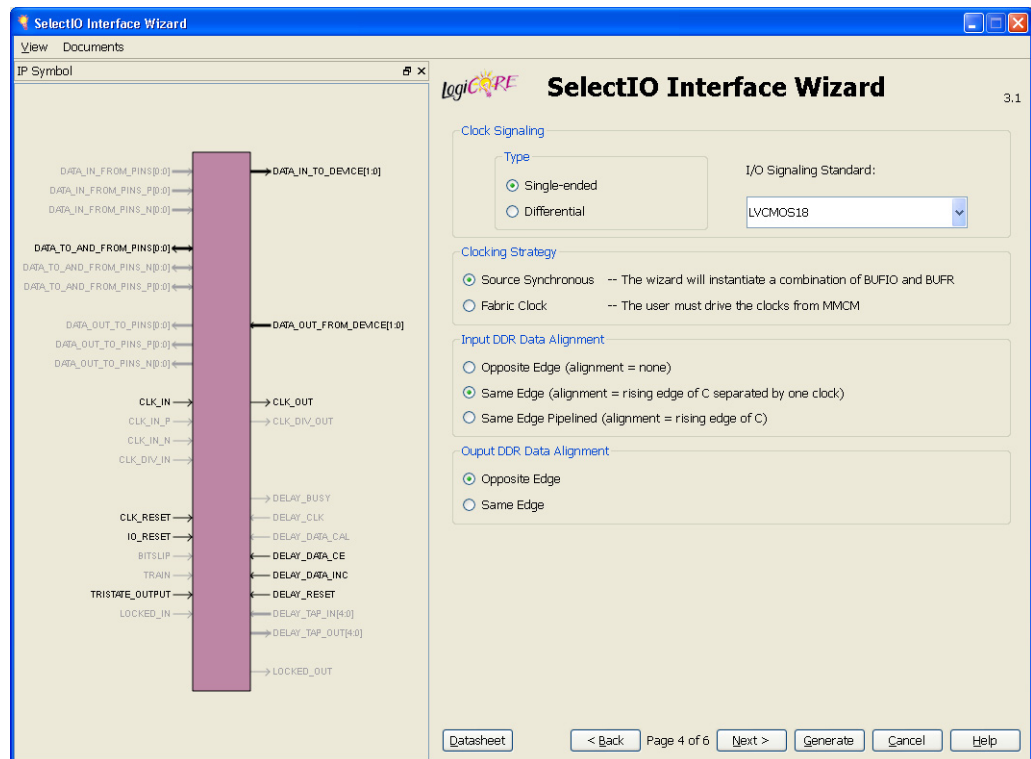 SelectIO Interface Wizard
View Documents
IP Symbol
DATA_IN_FROM_PINS[0:0]
DATA_IN_FROM_PINS_P[0:0]
DATA_IN_FROM_PINS_N[0:0]
DATA_TO_AND_FROM_PINS[0:0]
DATA_TO_AND_FROM_PINS_N[0:0]
DATA_TO_AND_FROM_PINS_P[0:0]
DATA_OUT_TO_PINS[0:0]
DATA_OUT_TO_PINS_P[0:0]
DATA_OUT_TO_PINS_N[0:0]
CLK_IN
CLK_IN_P
CLK_IN_N
CLK_DIV_IN
CLK_RESET
IO_RESET
BITSLIP
TRAIN
TRISTATE_OUTPUT
LOCKED_IN
DATA_IN_TO_DEVICE[1:0]
DATA_OUT_FROM_DEVICE[1:0]
CLK_OUT
CLK_DIV_OUT
DELAY_BUSY
DELAY_CLK
DELAY_DATA_CAL
DELAY_DATA_CE
DELAY_DATA_INC
DELAY_RESET
DELAY_TAP_IN[4:0]
DELAY_TAP_OUT[4:0]
LOCKED_OUT
logiCORE SelectIO Interface Wizard 3.1
Clock Signaling
Type
Single-ended
Differential
I/O Signaling Standard:
LVCMOS18
Clocking Strategy
Source Synchronous -- The wizard will instantiate a combination of BUFIO and BUFR
Fabric Clock -- The user must drive the clocks from MMCM
Input DDR Data Alignment
Opposite Edge (alignment = none)
Same Edge (alignment = rising edge of C separated by one clock)
Same Edge Pipelined (alignment = rising edge of C)
Ouput DDR Data Alignment
Opposite Edge
Same Edge
Datasheet < Back Page 4 of 6 Next > Generate Cancel Help